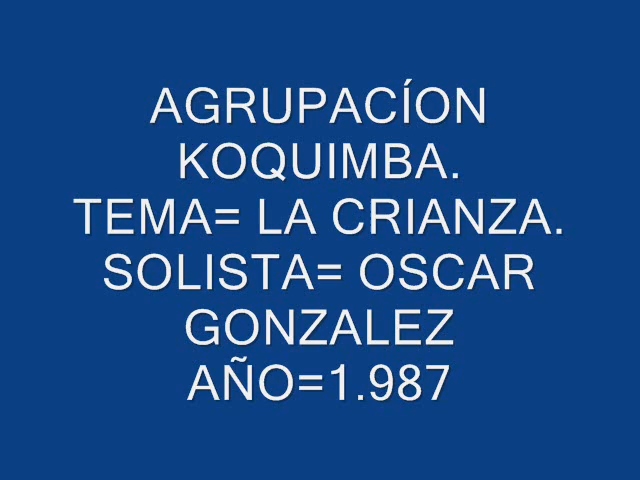 AGRUPACÍON
KOQUIMBA.
TEMA= LA CRIANZA.
SOLISTA= OSCAR
GONZALEZ
AÑO=1.987